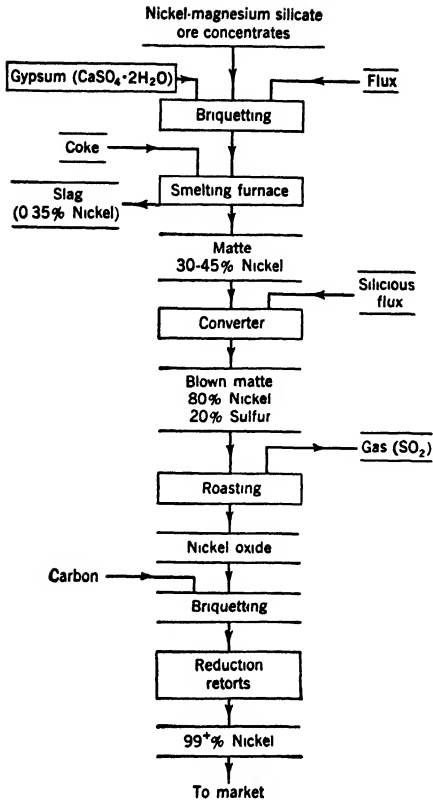 Nickel-magnesium silicate
ore concentrates
Gypsum (CaSO4·2H2O)
Flux
Briquetting
Coke
Slag
(0 35% Nickel)
Smelting furnace
Matte
30-45% Nickel
Silicious
flux
Converter
Blown matte
80% Nickel
20% Sulfur
Gas (SO2)
Roasting
Nickel oxide
Carbon
Briquetting
Reduction
retorts
99+% Nickel
To market